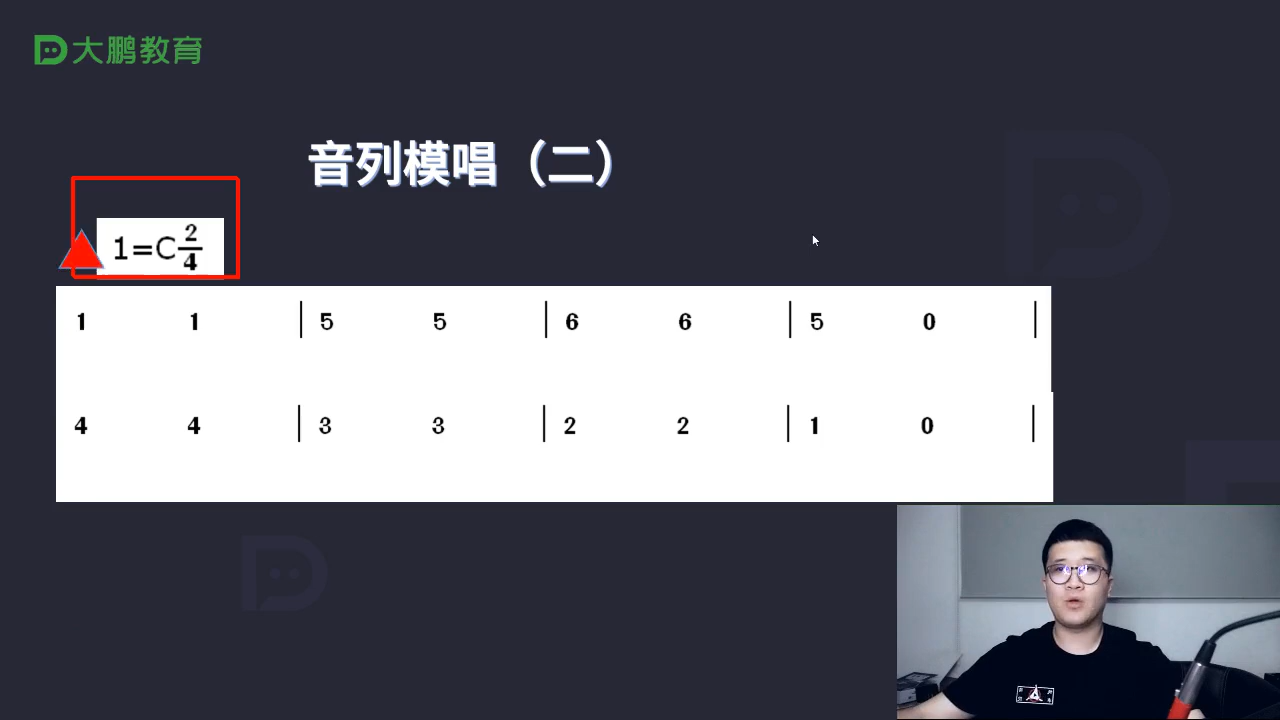 大鹏教育
音列模唱（二）
1=C 2/4
1 1 | 5 5 | 6 6 | 5 0 |
4 4 | 3 3 | 2 2 | 1 0 |